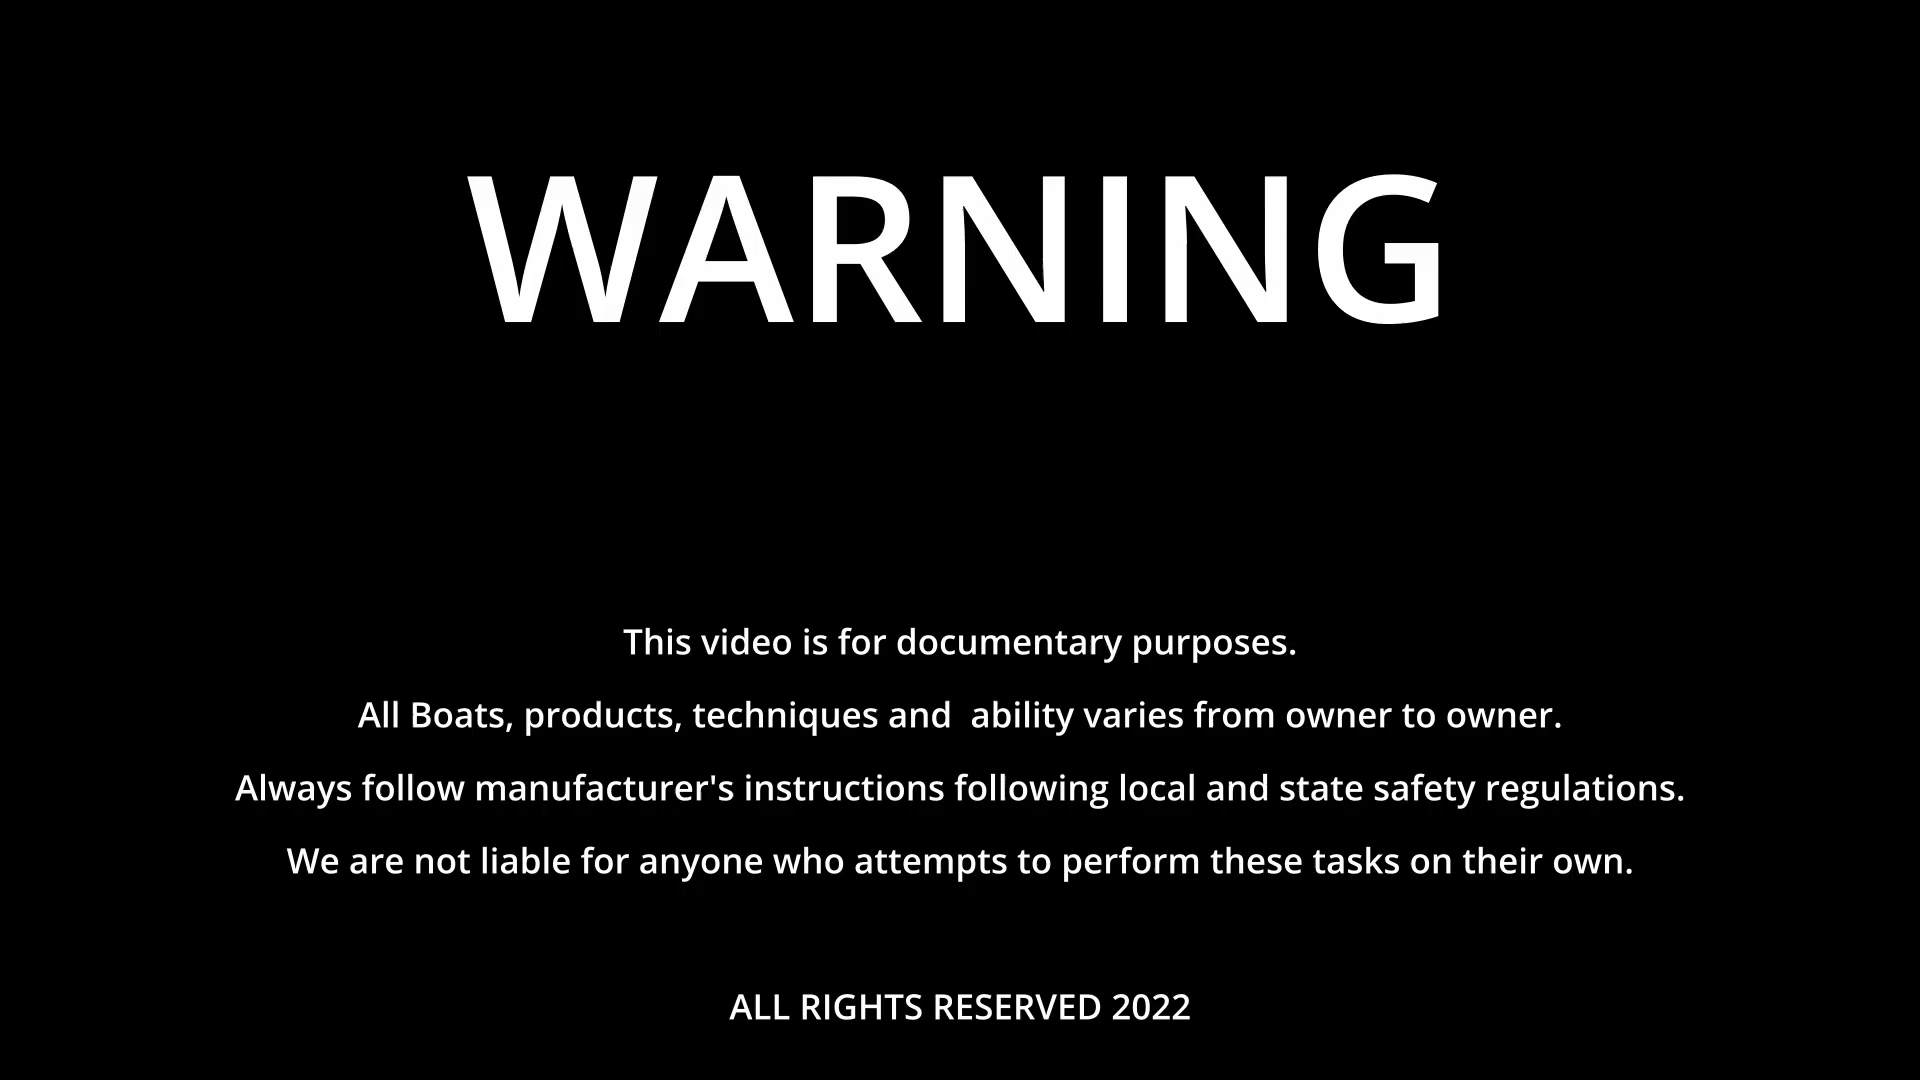 WARNING
This video is for documentary purposes.
All Boats, products, techniques and  ability varies from owner to owner.
Always follow manufacturer's instructions following local and state safety regulations.
We are not liable for anyone who attempts to perform these tasks on their own.
ALL RIGHTS RESERVED 2022